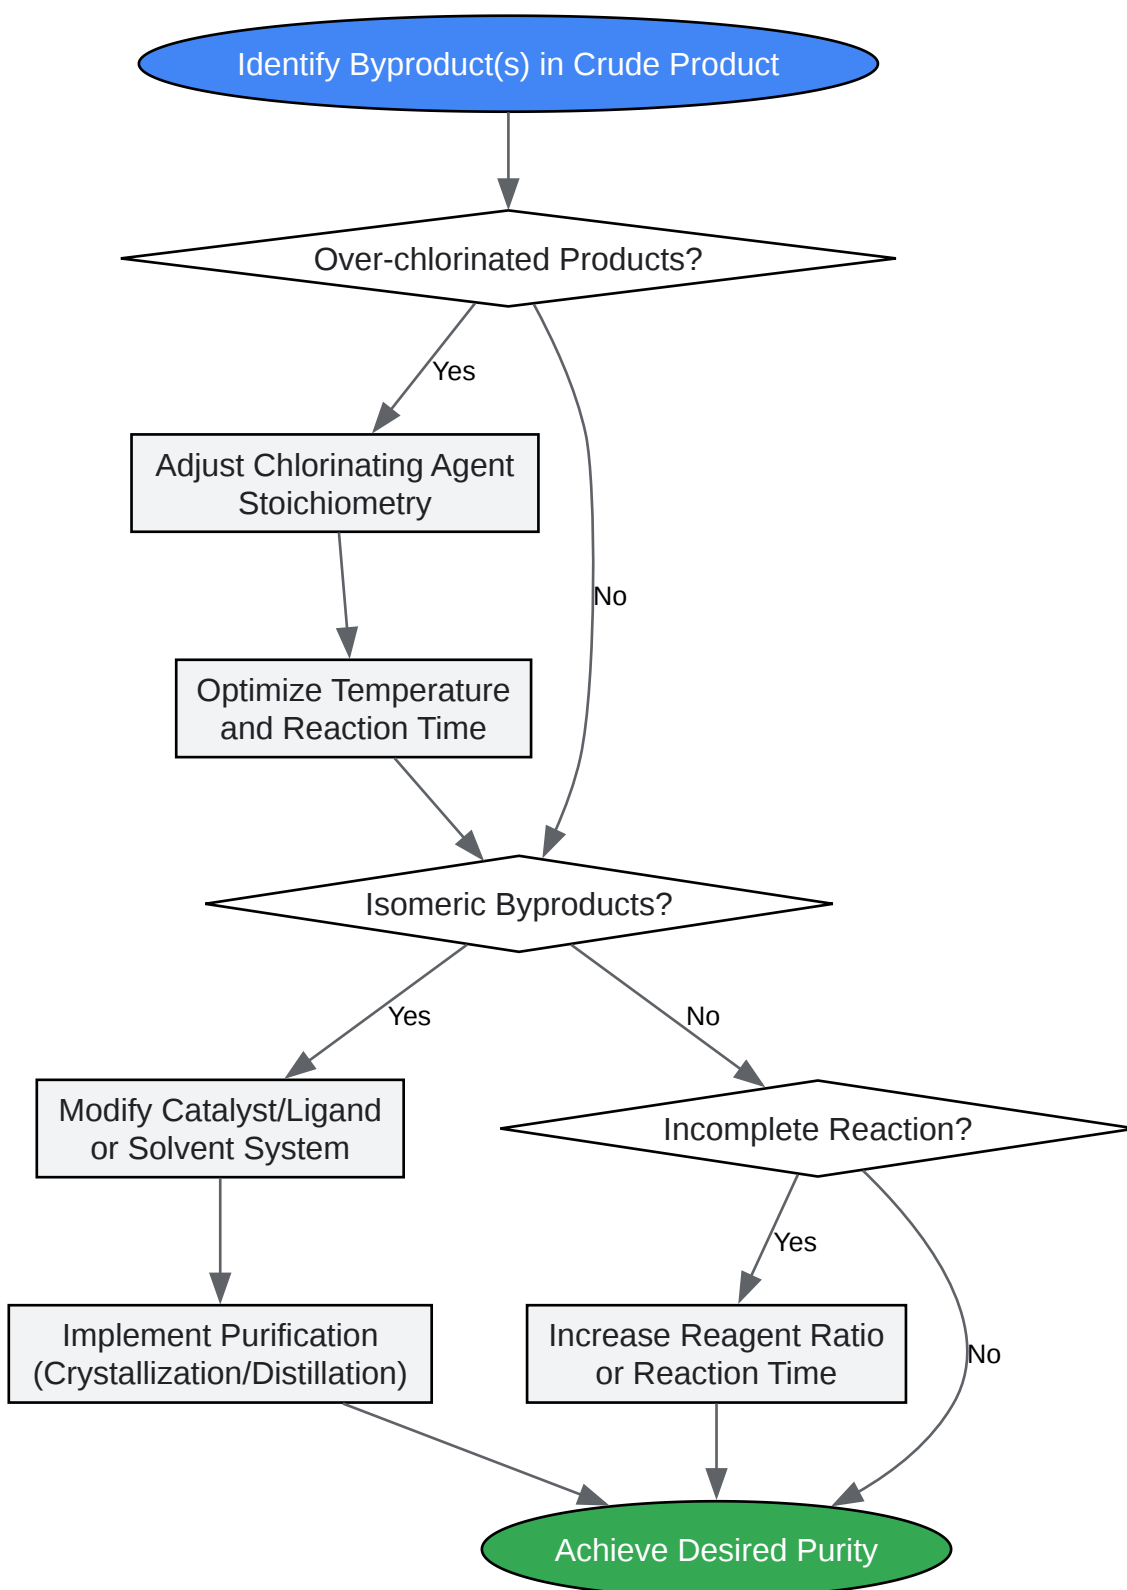 Identify Byproduct(s) in Crude Product
Over-chlorinated Products?
Yes
Adjust Chlorinating Agent
Stoichiometry
No
Optimize Temperature
and Reaction Time
Isomeric Byproducts?
Yes
No
Modify Catalyst/Ligand
or Solvent System
Incomplete Reaction?
Yes
Implement Purification
(Crystallization/Distillation)
Increase Reagent Ratio
or Reaction Time
No
Achieve Desired Purity